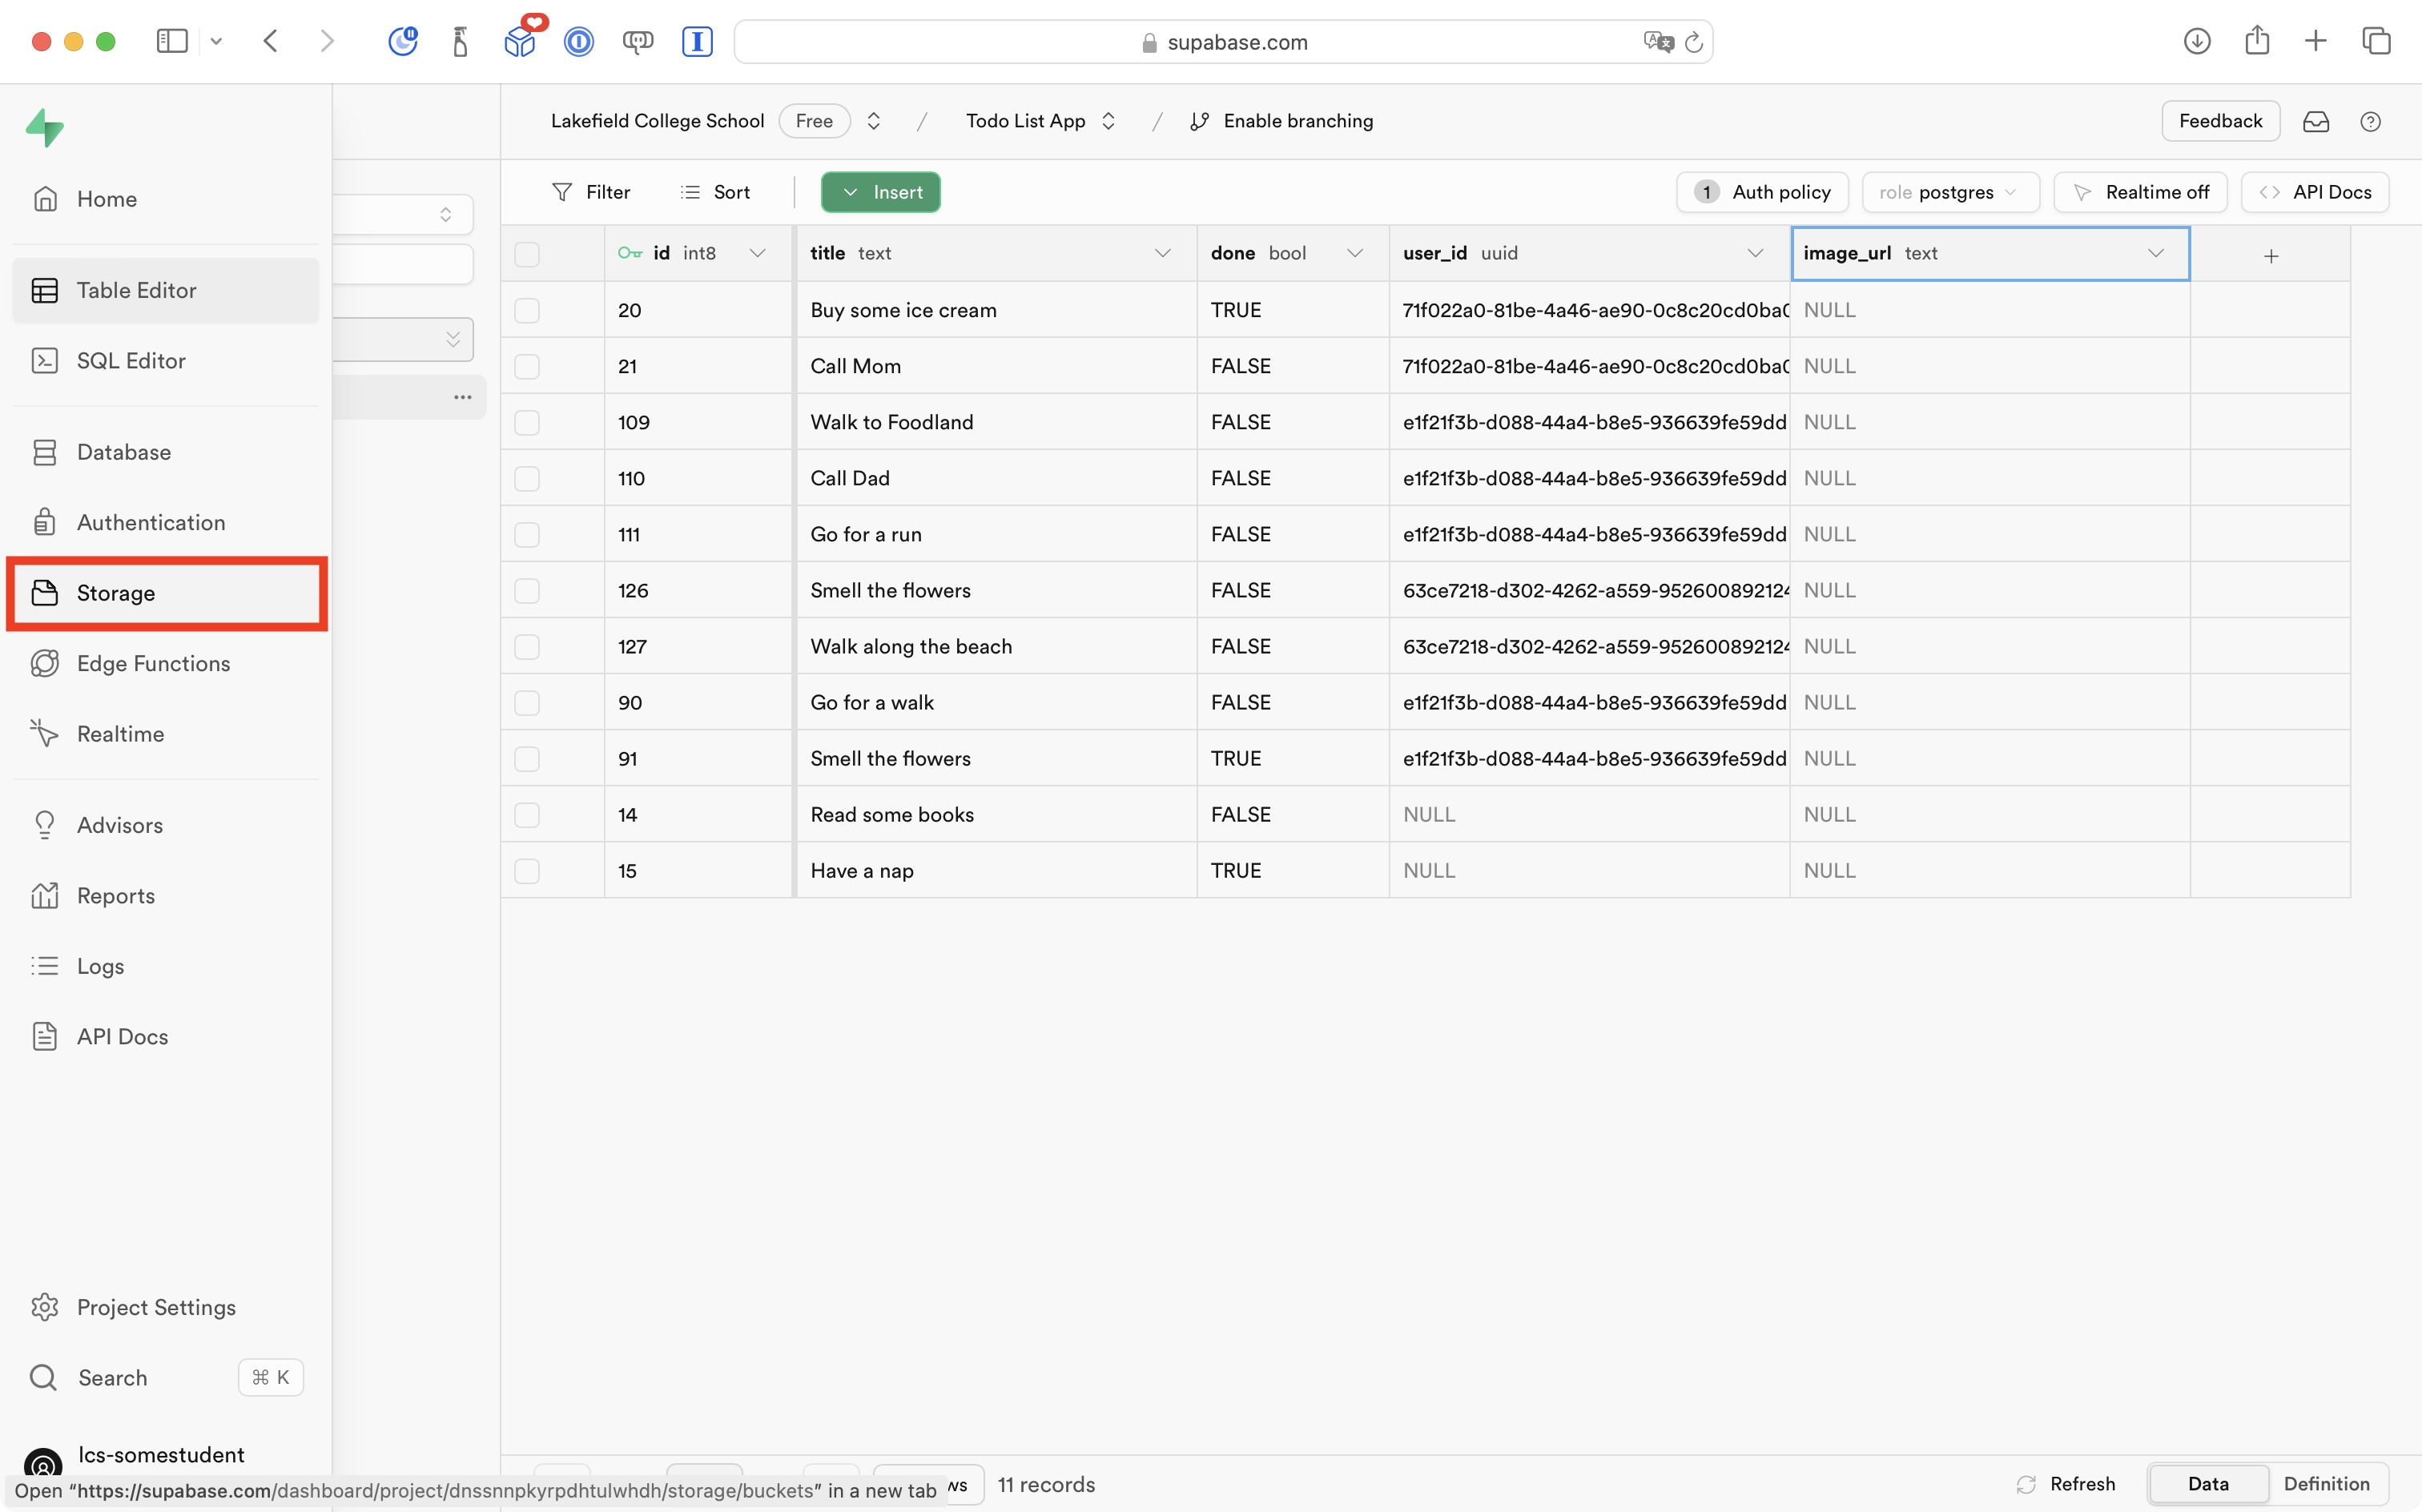 supabase.com
Lakefield College School Free / Todo List App / Enable branching Feedback
Home
Table Editor
SQL Editor
Database
Authentication
Storage
Edge Functions
Realtime
Advisors
Reports
Logs
API Docs
Project Settings
Search ⌘ K
lcs-somestudent
Filter Sort Insert 1 Auth policy role postgres Realtime off API Docs
id int8 title text done bool user_id uuid image_url text
20 Buy some ice cream TRUE 71f022a0-81be-4a46-ae90-0c8c20cd0ba NULL
21 Call Mom FALSE 71f022a0-81be-4a46-ae90-0c8c20cd0ba NULL
109 Walk to Foodland FALSE e1f21f3b-d088-44a4-b8e5-936639fe59dd NULL
110 Call Dad FALSE e1f21f3b-d088-44a4-b8e5-936639fe59dd NULL
111 Go for a run FALSE e1f21f3b-d088-44a4-b8e5-936639fe59dd NULL
126 Smell the flowers FALSE 63ce7218-d302-4262-a559-952600892124 NULL
127 Walk along the beach FALSE 63ce7218-d302-4262-a559-952600892124 NULL
90 Go for a walk FALSE e1f21f3b-d088-44a4-b8e5-936639fe59dd NULL
91 Smell the flowers TRUE e1f21f3b-d088-44a4-b8e5-936639fe59dd NULL
14 Read some books FALSE NULL NULL
15 Have a nap TRUE NULL NULL
Open “https://supabase.com/dashboard/project/dnssnnpkyrpdhtulwhdh/storage/buckets” in a new tab
11 records Refresh Data Definition